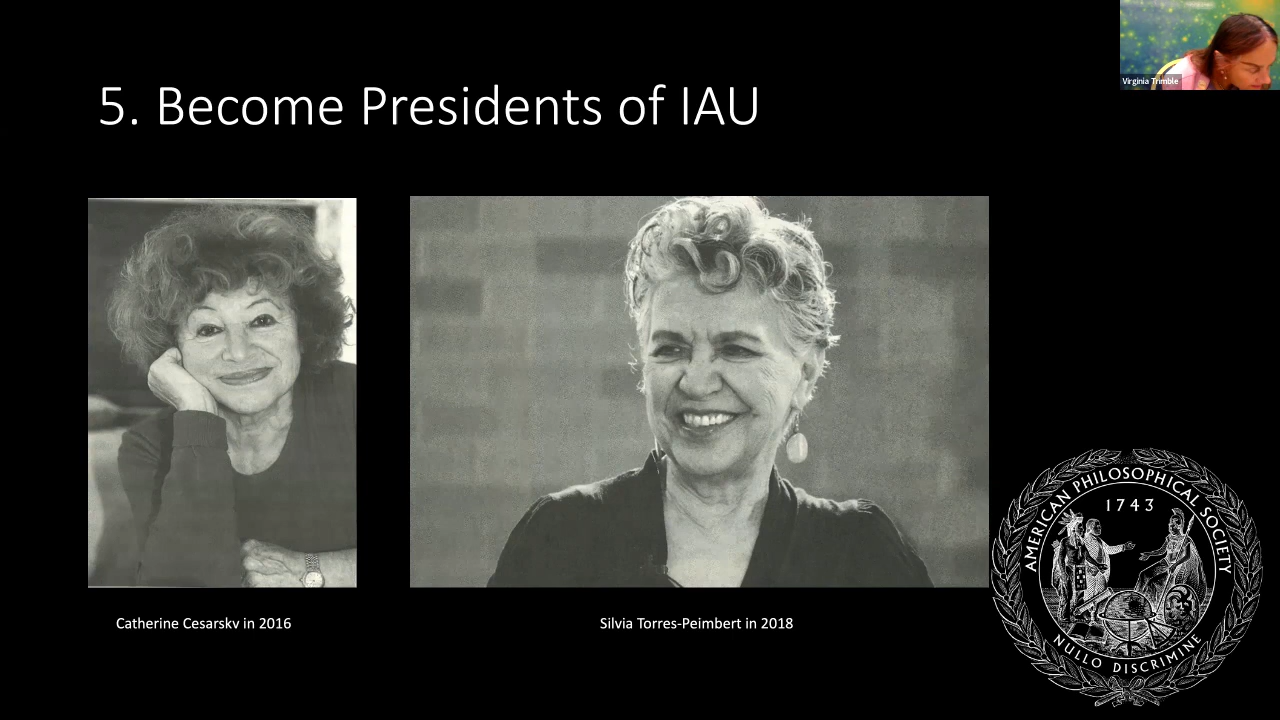 5. Become Presidents of IAU
Virginia Trimble
Catherine Cesarskv in 2016
Silvia Torres-Peimbert in 2018
AMERICAN PHILOSOPHICAL SOCIETY
1743
NULLO DISCRIMINE